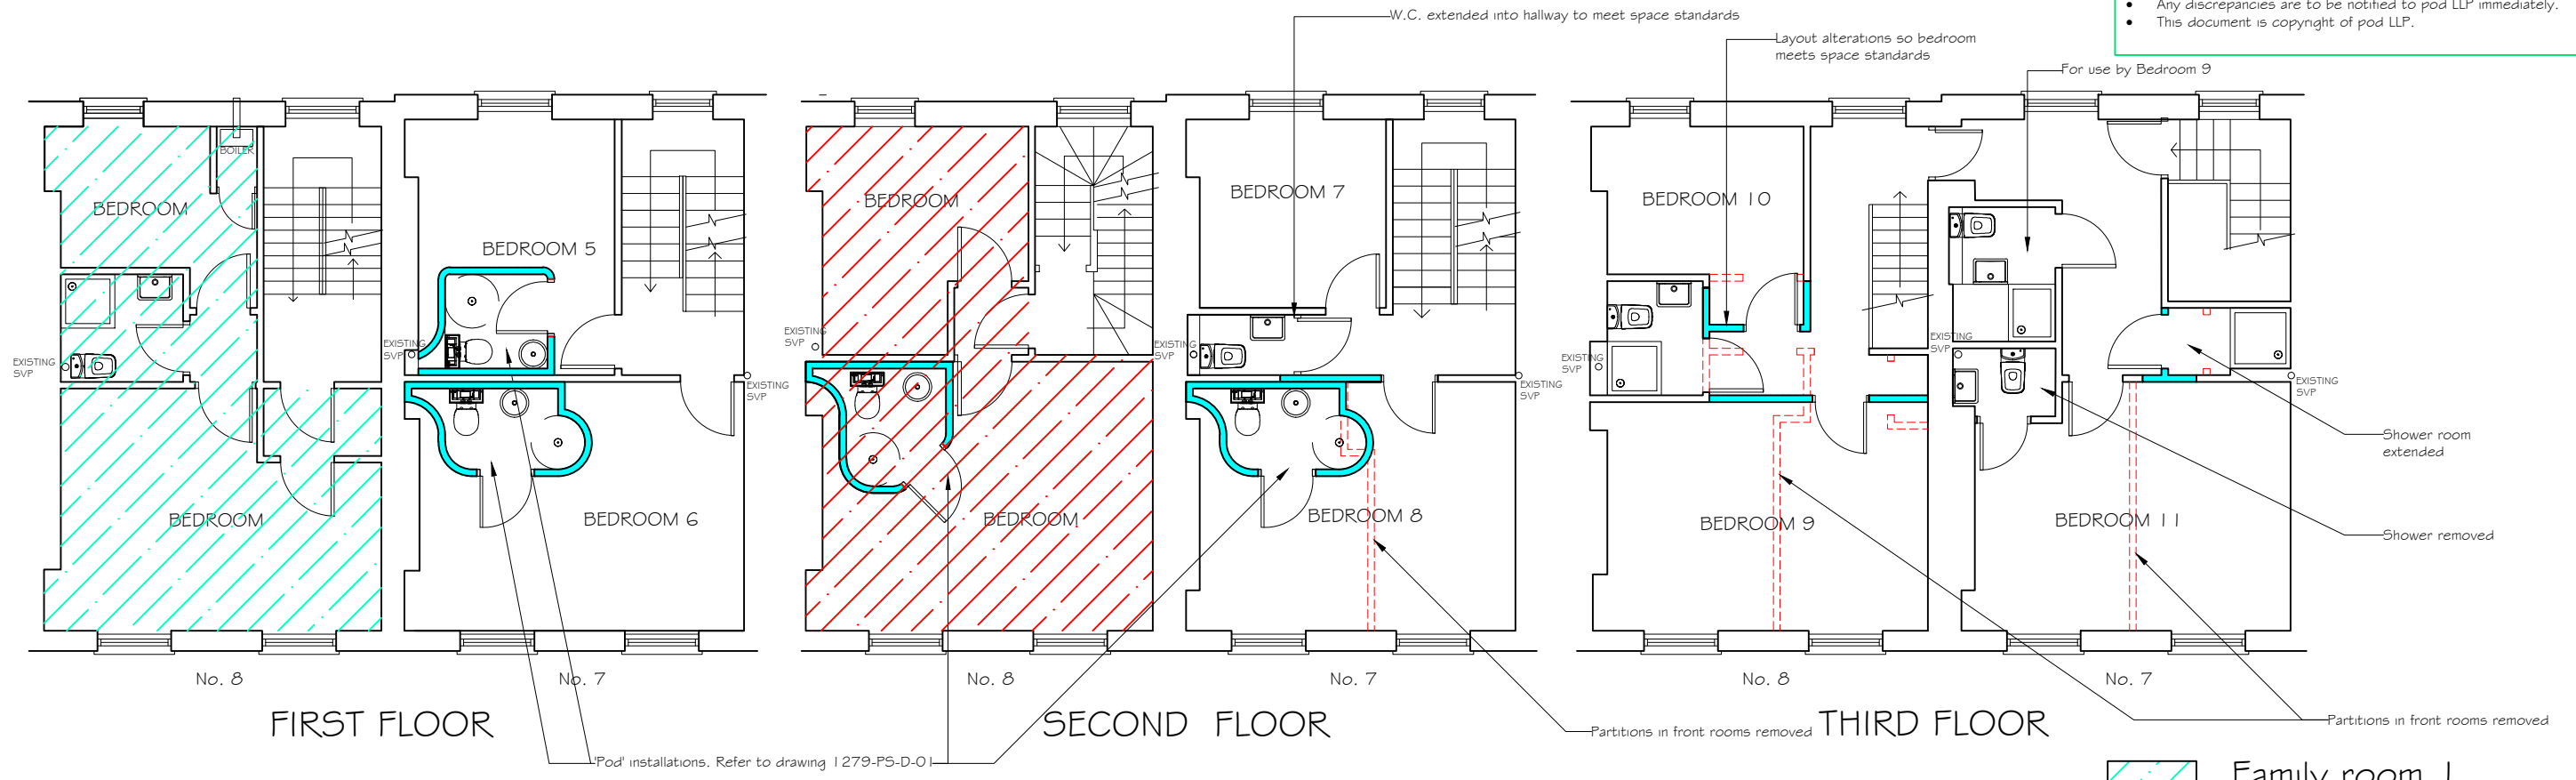 • Any discrepancies are to be notified to pod LLP immediately.
• This document is copyright of pod LLP.
W.C. extended into hallway to meet space standards
Layout alterations so bedroom
meets space standards
For use by Bedroom 9
BOILER
BEDROOM
EXISTING
SVP
BEDROOM
BEDROOM 5
EXISTING
SVP
BEDROOM 6
EXISTING
SVP
No. 8
No. 7
FIRST FLOOR
BEDROOM
EXISTING
SVP
BEDROOM
BEDROOM 7
EXISTING
SVP
BEDROOM 8
EXISTING
SVP
No. 8
No. 7
SECOND FLOOR
'Pod' installations. Refer to drawing 1279-PS-D-01
Partitions in front rooms removed
BEDROOM 10
EXISTING
SVP
BEDROOM 9
EXISTING
SVP
BEDROOM 11
EXISTING
SVP
Shower room
extended
Shower removed
No. 8
No. 7
THIRD FLOOR
Partitions in front rooms removed
Family room 1